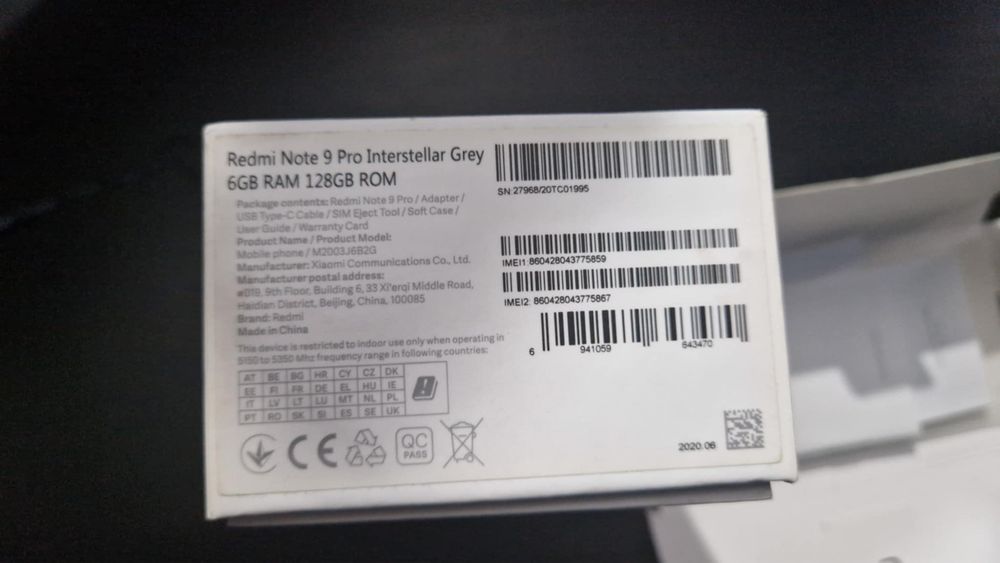 Redmi Note 9 Pro Interstellar Grey
6GB RAM 128GB ROM
Package contents: Redmi Note 9 Pro / Adapter /
USB Type-C Cable / SIM Eject Tool / Soft Case /
User Guide / Warranty Card
Product Name / Product Model:
Mobile phone / M2003J6B2G
Manufacturer: Xiaomi Communications Co., Ltd.
Manufacturer postal address:
#019, 9th Floor, Building 6, 33 Xi'erqi Middle Road,
Haidian District, Beijing, China, 100085
Brand: Redmi
Made in China
This device is restricted to indoor use only when operating in
5150 to 5350 Mhz frequency range in following countries:
AT BE BG HR CY CZ DK
EE FI FR DE EL HU IE
IT LV LT LU MT NL PL
PT RO SK SI ES SE UK
CE
QC
PASS
SN:27968/20TC01995
IMEI1:860428043775859
IMEI2: 860428043775867
6 941059 643470
2020.06